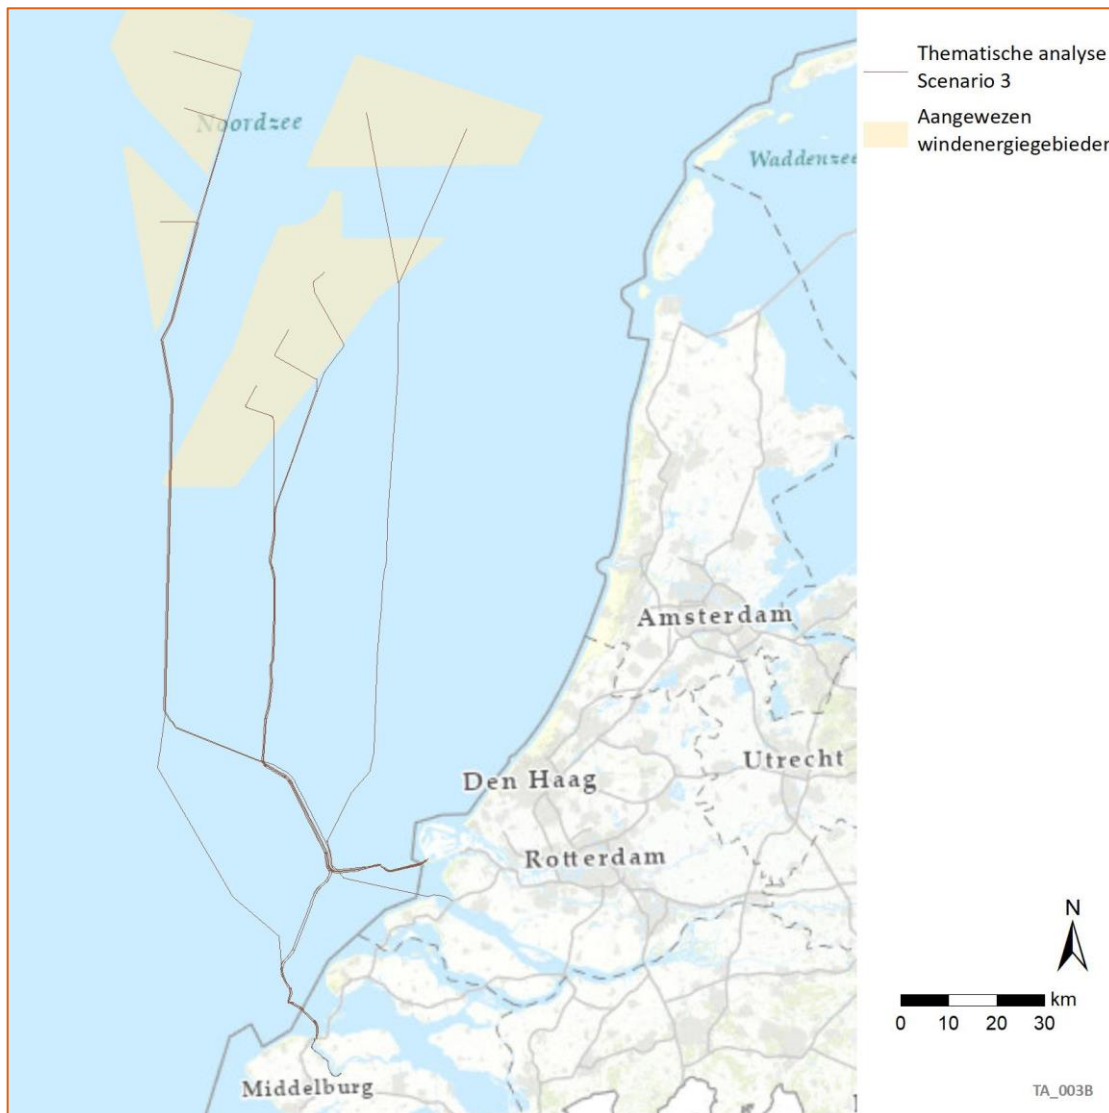 Thematische analyse
Scenario 3
Aangewezen
windenergiegebieden
Noordzee
Waddenzee
Amsterdam
Utrecht
Den Haag
Rotterdam
Middelburg
N
km
0 10 20 30
TA_003B